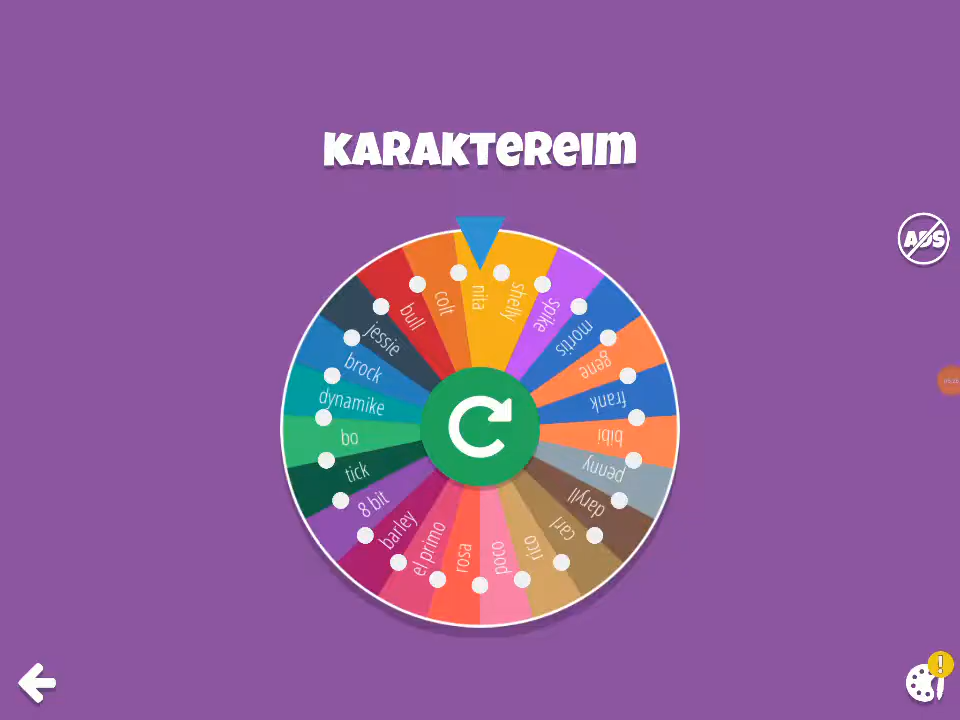 KARAKTEREIM
ADS
nita
shelly
spike
mortis
gene
frank
bibi
penny
daryll
carl
rico
poco
rosa
el primo
barley
8 bit
tick
bo
dynamike
brock
jessie
bull
colt
!